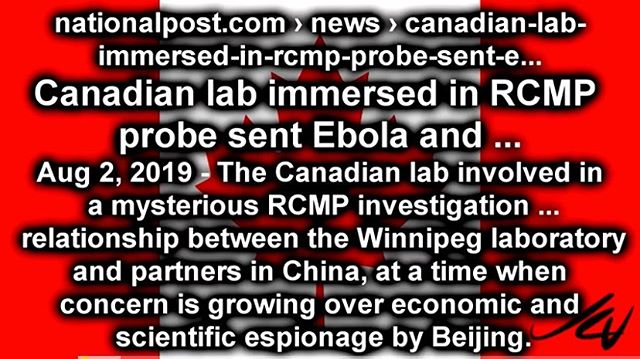 nationalpost.com › news › canadian-lab-
immersed-in-rcmp-probe-sent-e...
Canadian lab immersed in RCMP
probe sent Ebola and ...
Aug 2, 2019 - The Canadian lab involved in
a mysterious RCMP investigation ...
relationship between the Winnipeg laboratory
and partners in China, at a time when
concern is growing over economic and
scientific espionage by Beijing.